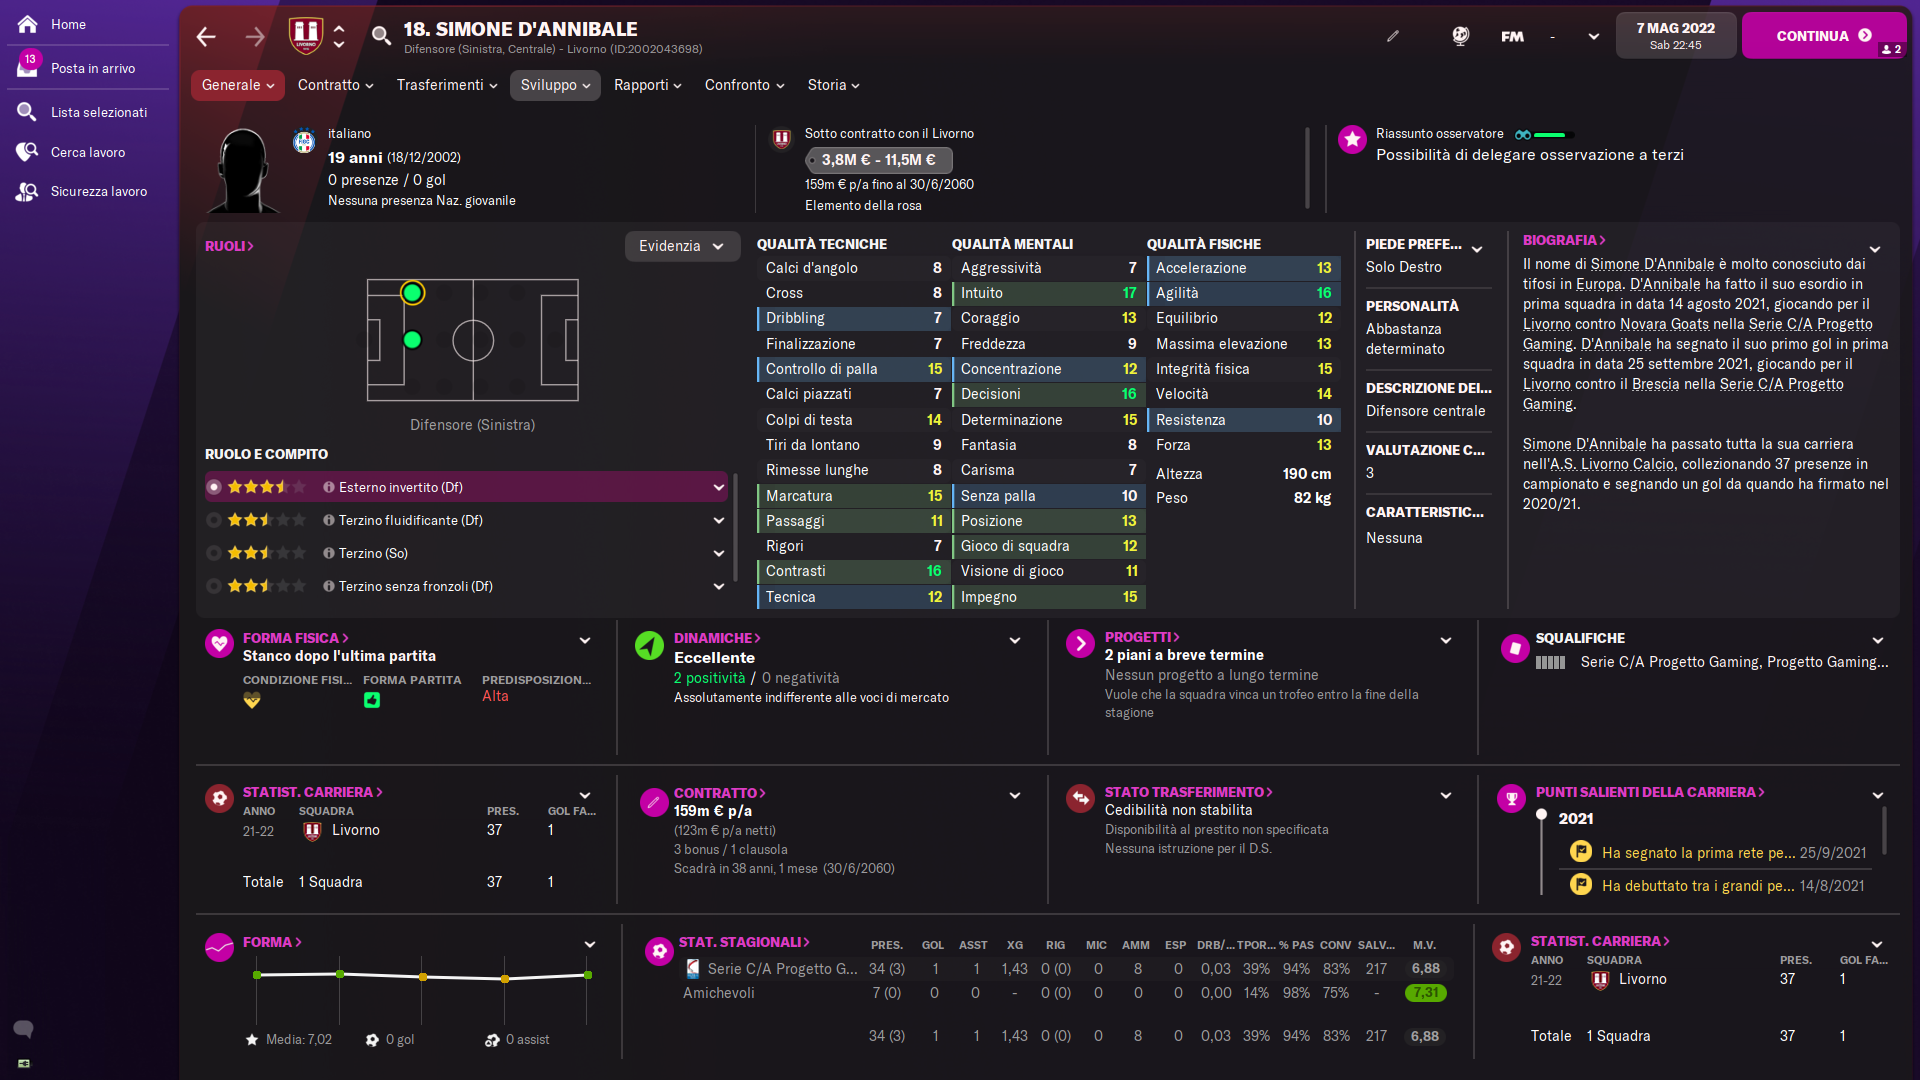 Home
13
Posta in arrivo
Lista selezionati
Cerca lavoro
Sicurezza lavoro
18. SIMONE D'ANNIBALE
Difensore (Sinistra, Centrale) - Livorno (ID:2002043698)
FM
-
7 MAG 2022
Sab 22:45
CONTINUA
2
Generale
Contratto
Trasferimenti
Sviluppo
Rapporti
Confronto
Storia
italiano
19 anni (18/12/2002)
0 presenze / 0 gol
Nessuna presenza Naz. giovanile
Sotto contratto con il Livorno
3,8M € - 11,5M €
159m € p/a fino al 30/6/2060
Elemento della rosa
Riassunto osservatore
Possibilità di delegare osservazione a terzi
RUOLI
Evidenzia
Difensore (Sinistra)
RUOLO E COMPITO
Esterno invertito (Df)
Terzino fluidificante (Df)
Terzino (So)
Terzino senza fronzoli (Df)
QUALITÀ TECNICHE
Calci d'angolo 8
Cross 8
Dribbling 7
Finalizzazione 7
Controllo di palla 15
Calci piazzati 7
Colpi di testa 14
Tiri da lontano 9
Rimesse lunghe 8
Marcatura 15
Passaggi 11
Rigori 7
Contrasti 16
Tecnica 12
QUALITÀ MENTALI
Aggressività 7
Intuito 17
Coraggio 13
Freddezza 9
Concentrazione 12
Decisioni 16
Determinazione 15
Fantasia 8
Carisma 7
Senza palla 10
Posizione 13
Gioco di squadra 12
Visione di gioco 11
Impegno 15
QUALITÀ FISICHE
Accelerazione 13
Agilità 16
Equilibrio 12
Massima elevazione 13
Integrità fisica 15
Velocità 14
Resistenza 10
Forza 13
Altezza 190 cm
Peso 82 kg
PIEDE PREFE...
Solo Destro
PERSONALITÀ
Abbastanza
determinato
DESCRIZIONE DEI...
Difensore centrale
VALUTAZIONE C...
3
CARATTERISTIC...
Nessuna
BIOGRAFIA
Il nome di Simone D'Annibale è molto conosciuto dai
tifosi in Europa. D'Annibale ha fatto il suo esordio in
prima squadra in data 14 agosto 2021, giocando per il
Livorno contro Novara Goats nella Serie C/A Progetto
Gaming. D'Annibale ha segnato il suo primo gol in prima
squadra in data 25 settembre 2021, giocando per il
Livorno contro il Brescia nella Serie C/A Progetto
Gaming.
Simone D'Annibale ha passato tutta la sua carriera
nell'A.S. Livorno Calcio, collezionando 37 presenze in
campionato e segnando un gol da quando ha firmato nel
2020/21.
FORMA FISICA
Stanco dopo l'ultima partita
CONDIZIONE FISI... FORMA PARTITA PREDISPOSIZION...
Alta
DINAMICHE
Eccellente
2 positività / 0 negatività
Assolutamente indifferente alle voci di mercato
PROGETTI
2 piani a breve termine
Nessun progetto a lungo termine
Vuole che la squadra vinca un trofeo entro la fine della
stagione
SQUALIFICHE
Serie C/A Progetto Gaming, Progetto Gaming...
STATIST. CARRIERA
ANNO SQUADRA PRES. GOL FA...
21-22 Livorno 37 1
Totale 1 Squadra 37 1
CONTRATTO
159m € p/a
(123m € p/a netti)
3 bonus / 1 clausola
Scadrà in 38 anni, 1 mese (30/6/2060)
STATO TRASFERIMENTO
Cedibilità non stabilita
Disponibilità al prestito non specificata
Nessuna istruzione per il D.S.
PUNTI SALIENTI DELLA CARRIERA
2021
Ha segnato la prima rete pe... 25/9/2021
Ha debuttato tra i grandi pe... 14/8/2021
FORMA
Media: 7,02 0 gol 0 assist
STAT. STAGIONALI PRES. GOL ASST XG RIG MIC AMM ESP DRB/... TPOR... % PAS CONV SALV... M.V.
Serie C/A Progetto G... 34 (3) 1 1 1,43 0 (0) 0 8 0 0,03 39% 94% 83% 217 6,88
Amichevoli 7 (0) 0 0 - 0 (0) 0 0 0 0,00 14% 98% 75% - 7,31
34 (3) 1 1 1,43 0 (0) 0 8 0 0,03 39% 94% 83% 217 6,88
STATIST. CARRIERA
ANNO SQUADRA PRES. GOL FA...
21-22 Livorno 37 1
Totale 1 Squadra 37 1